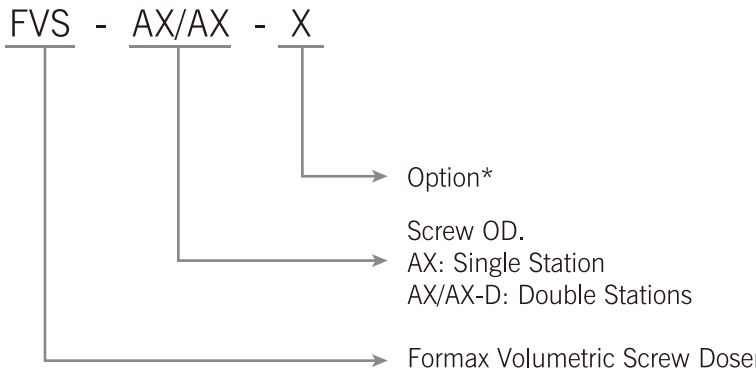 FVS - AX/AX - X
Option*
Screw OD.
AX: Single Station
AX/AX-D: Double Stations
Formax Volumetric Screw Doser